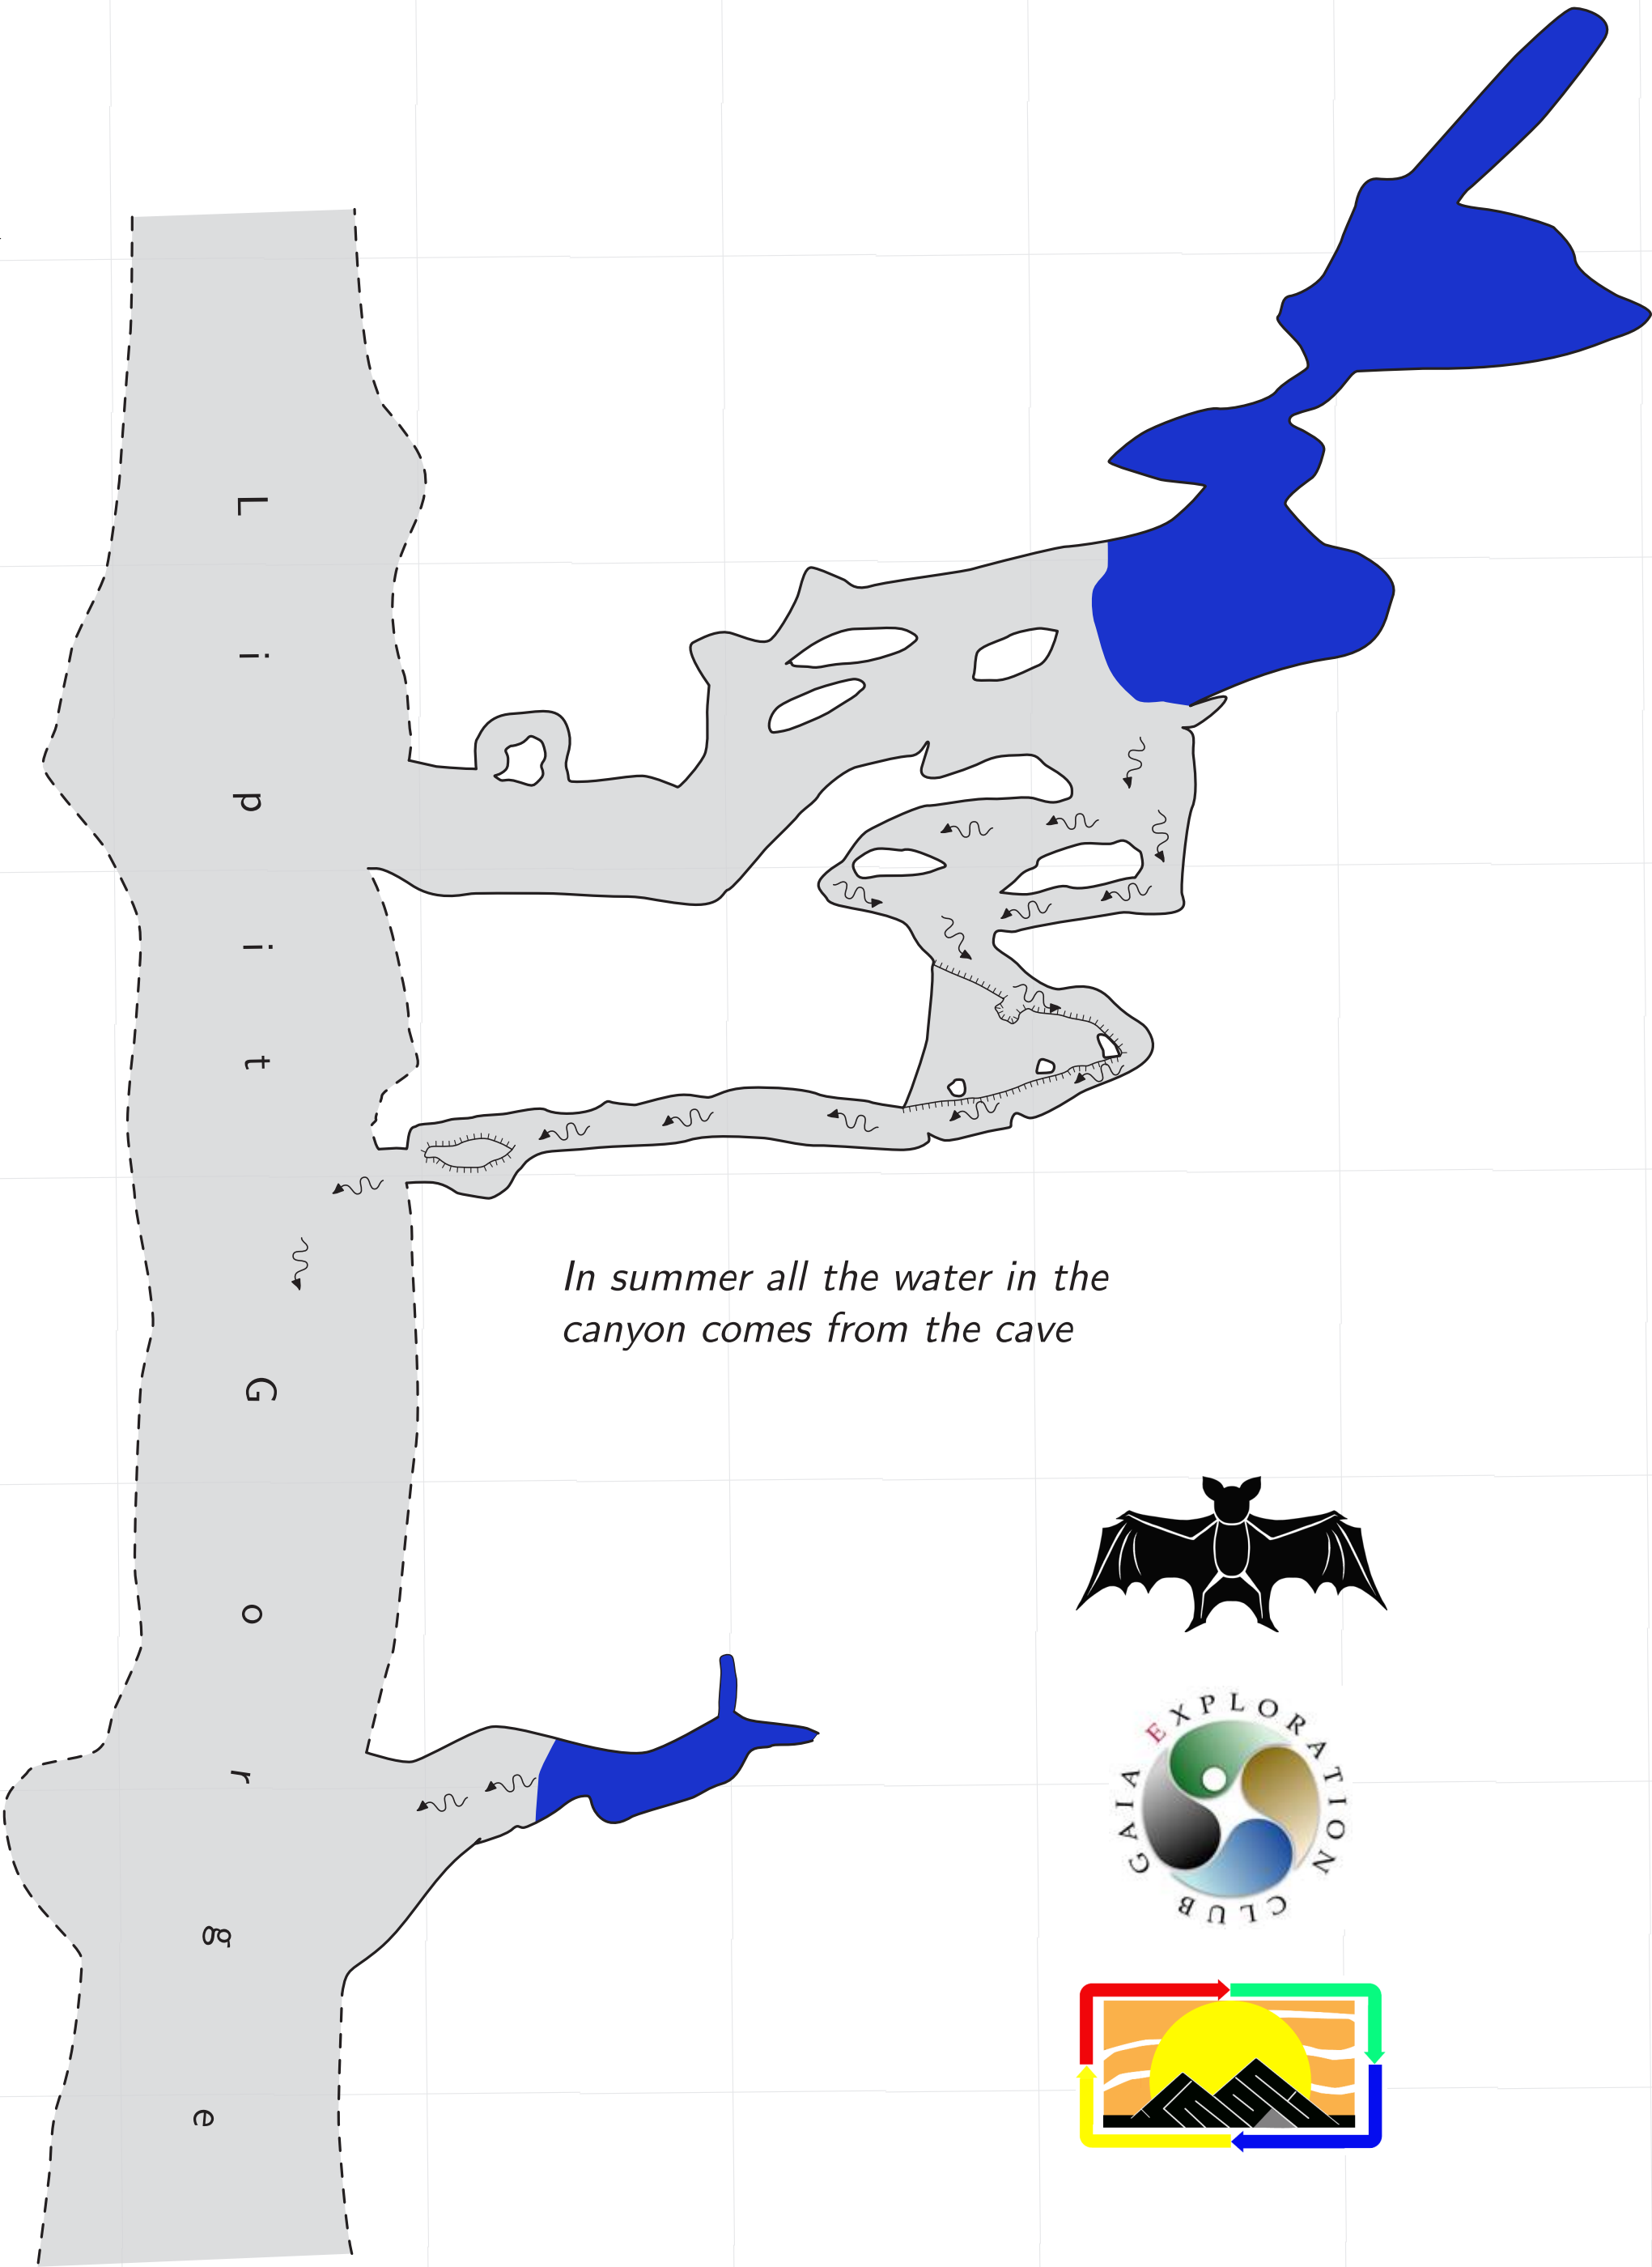 Lipit Gorge
In summer all the water in the
canyon comes from the cave
GAIA EXPLORATION CLUB